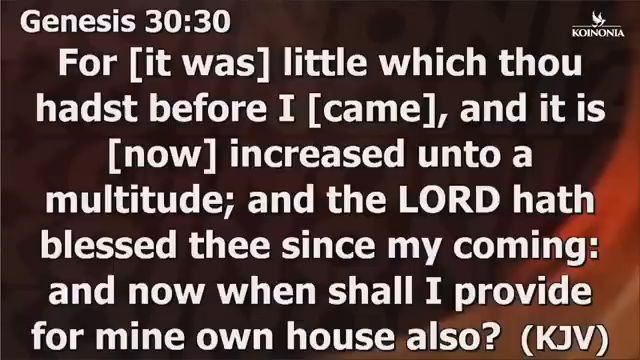 Genesis 30:30
KOINONIA
For [it was] little which thou
hadst before I [came], and it is
[now] increased unto a
multitude; and the LORD hath
blessed thee since my coming:
and now when shall I provide
for mine own house also? (KJV)